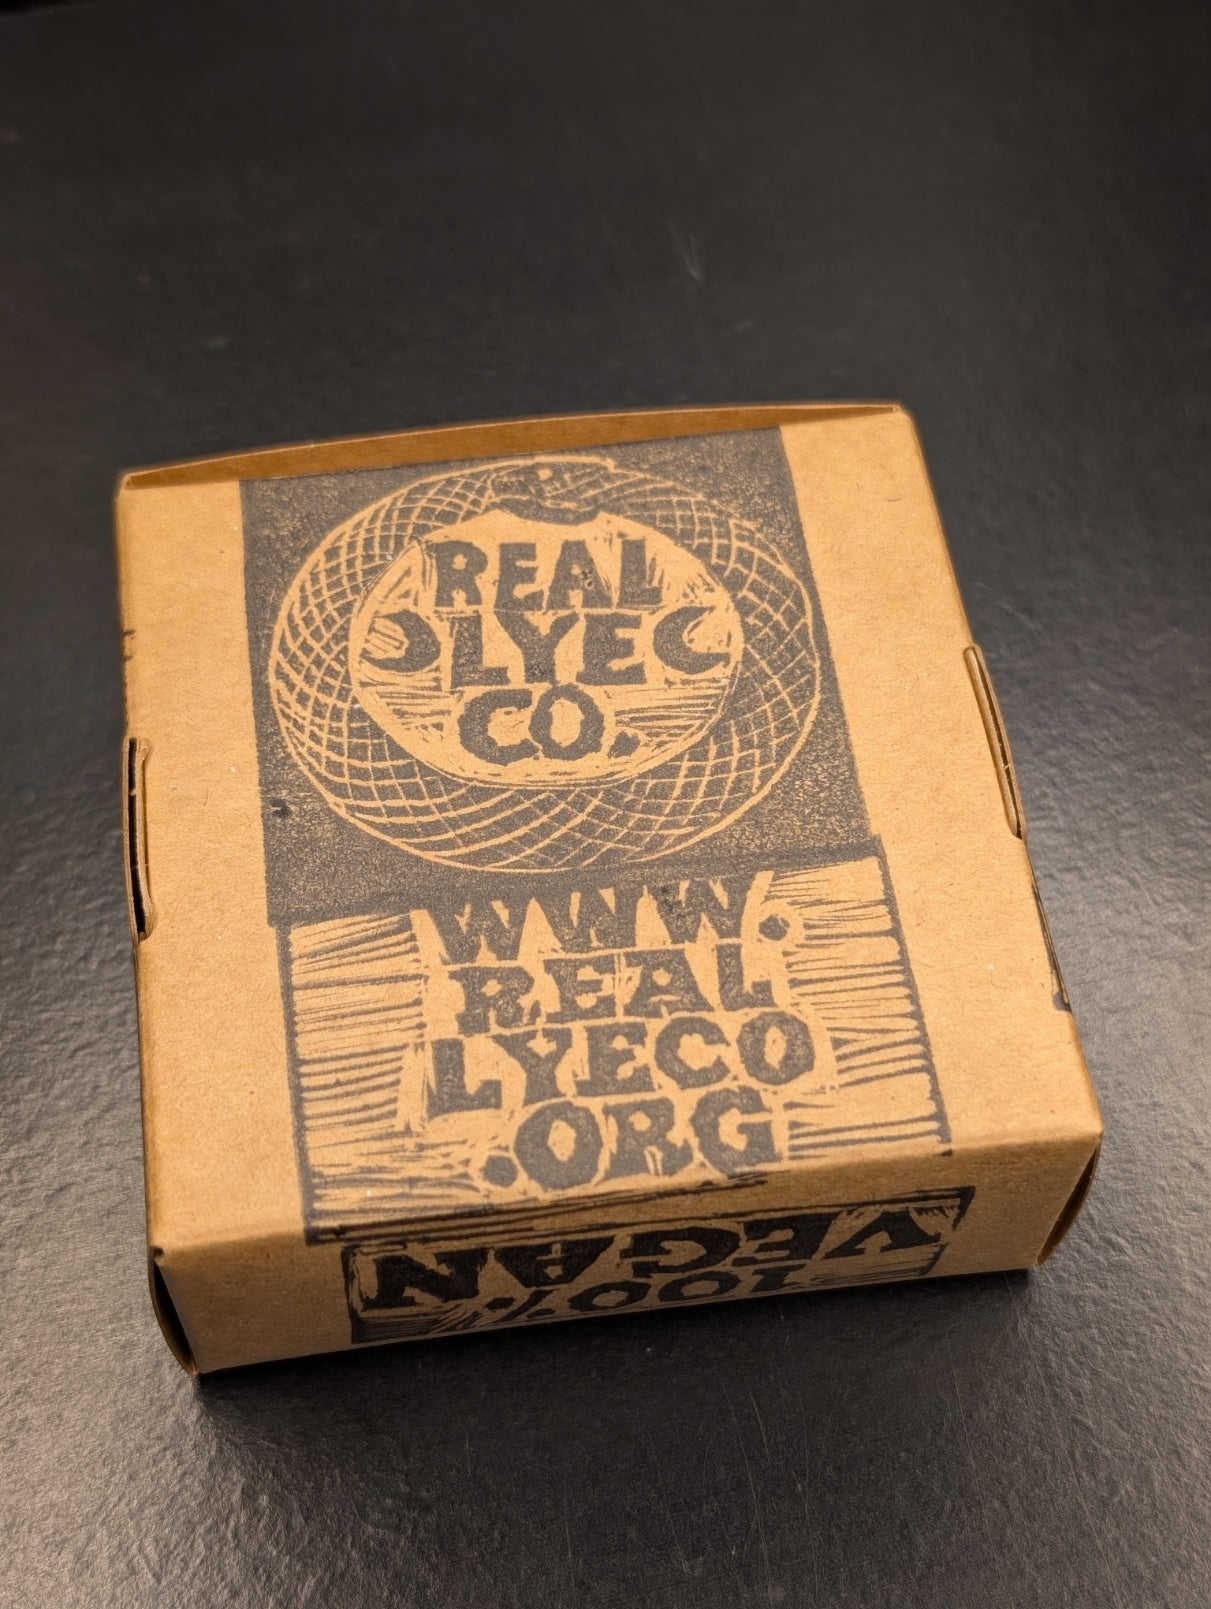 REAL
LYE
CO.
WWW.
REAL
LYECO
.ORG
100%
VEGAN